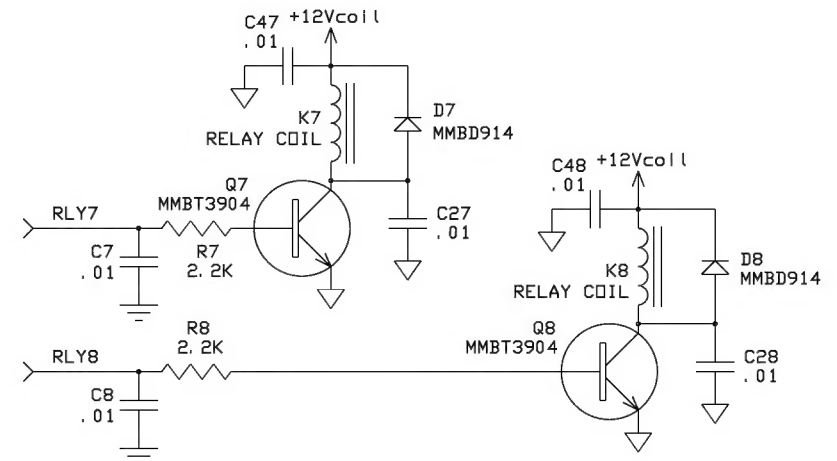 C47
.01
+12Vcoil
K7
RELAY COIL
D7
MMBD914
Q7
MMBT3904
RLY7
C7
.01
R7
2.2K
C27
.01
C48
.01
+12Vcoil
K8
RELAY COIL
D8
MMBD914
Q8
MMBT3904
RLY8
R8
2.2K
C8
.01
C28
.01